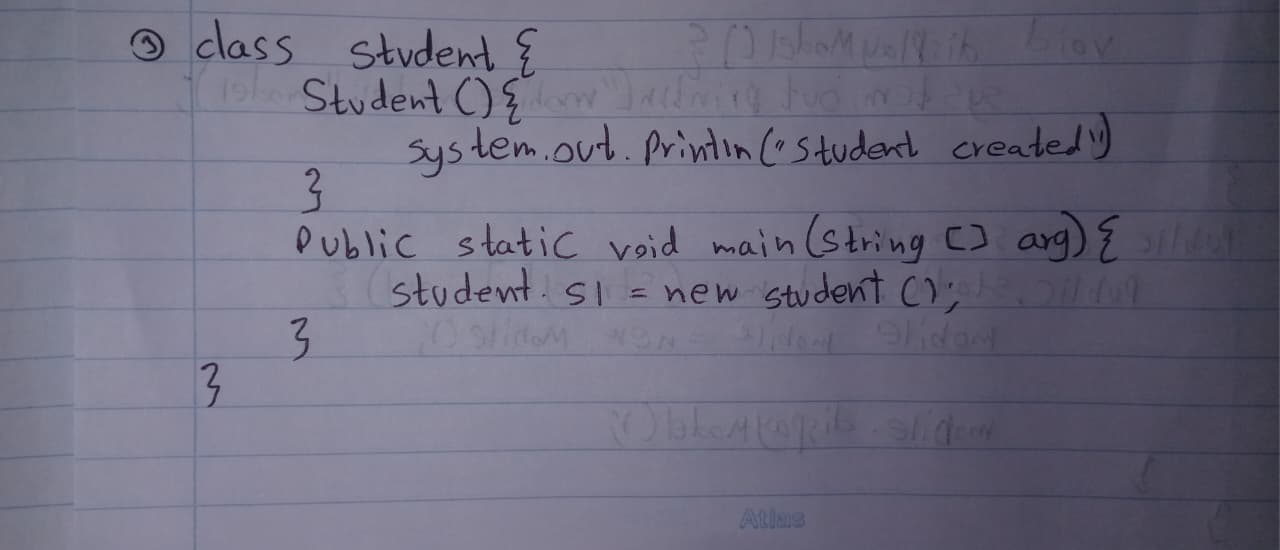 ③ class Student {
Student () {
system.out.println("Student created")
}
Public static void main(String [] arg) {
Student. S1 = new student ();
}
}
Atlas